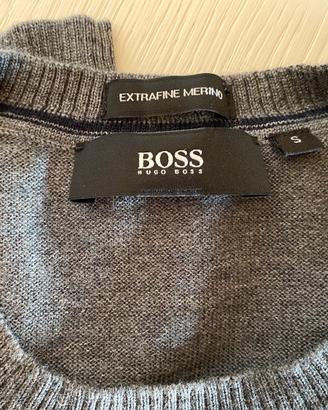 EXTRAFINE MERINO
BOSS
HUGO BOSS
S